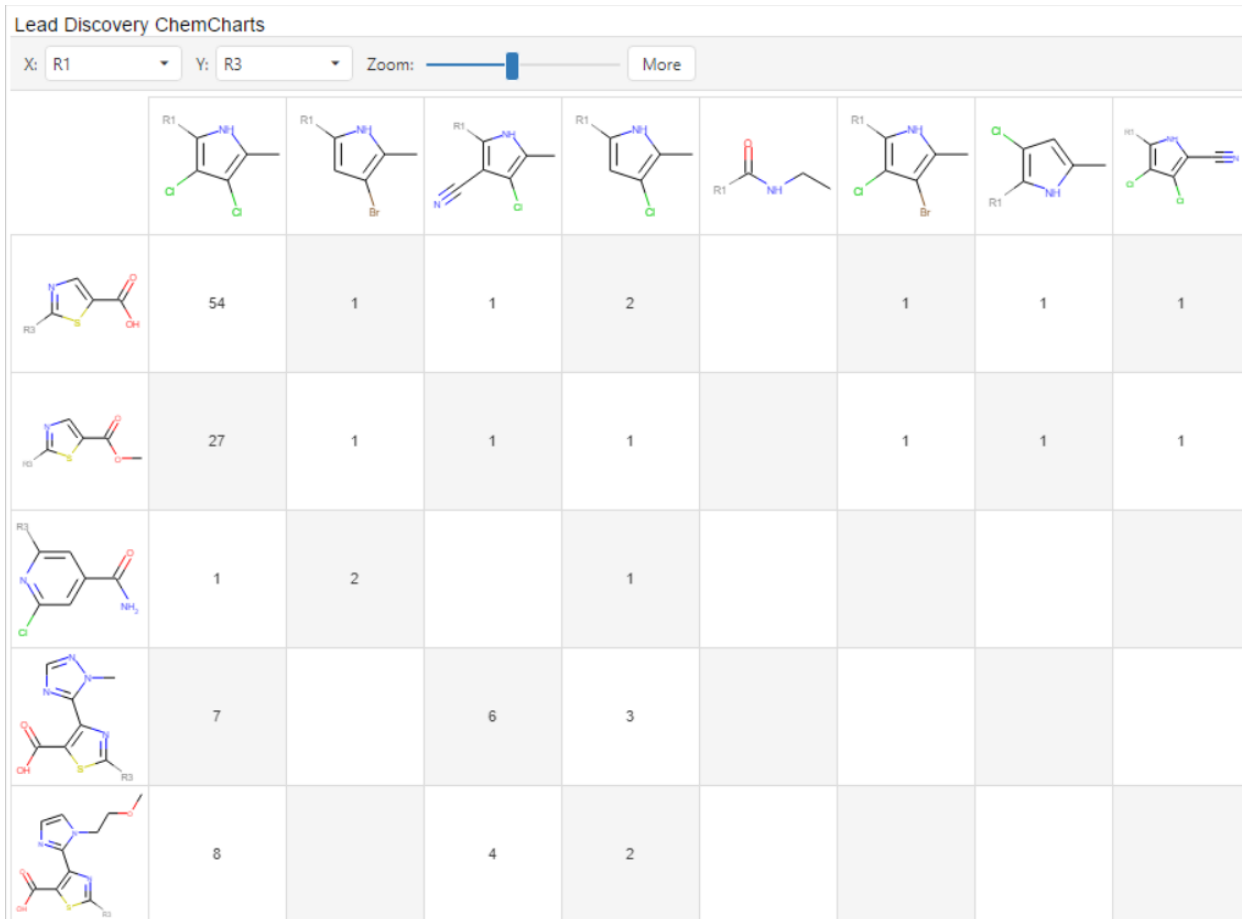 Lead Discovery ChemCharts
X: R1 Y: R3 Zoom: More
R1 NH Cl Cl
R1 NH Br
R1 NH N Cl
R1 NH Cl
O R1 NH
R1 NH Cl Br
Cl R1 NH
R1 NH N Cl Cl
N O R3 S OH
54 1 1 2 1 1 1
N O R3 S O
27 1 1 1 1 1 1
R3 N O NH2 Cl
1 2 1
N N N O N OH S R3
7 6 3
O N N O N OH S R3
8 4 2